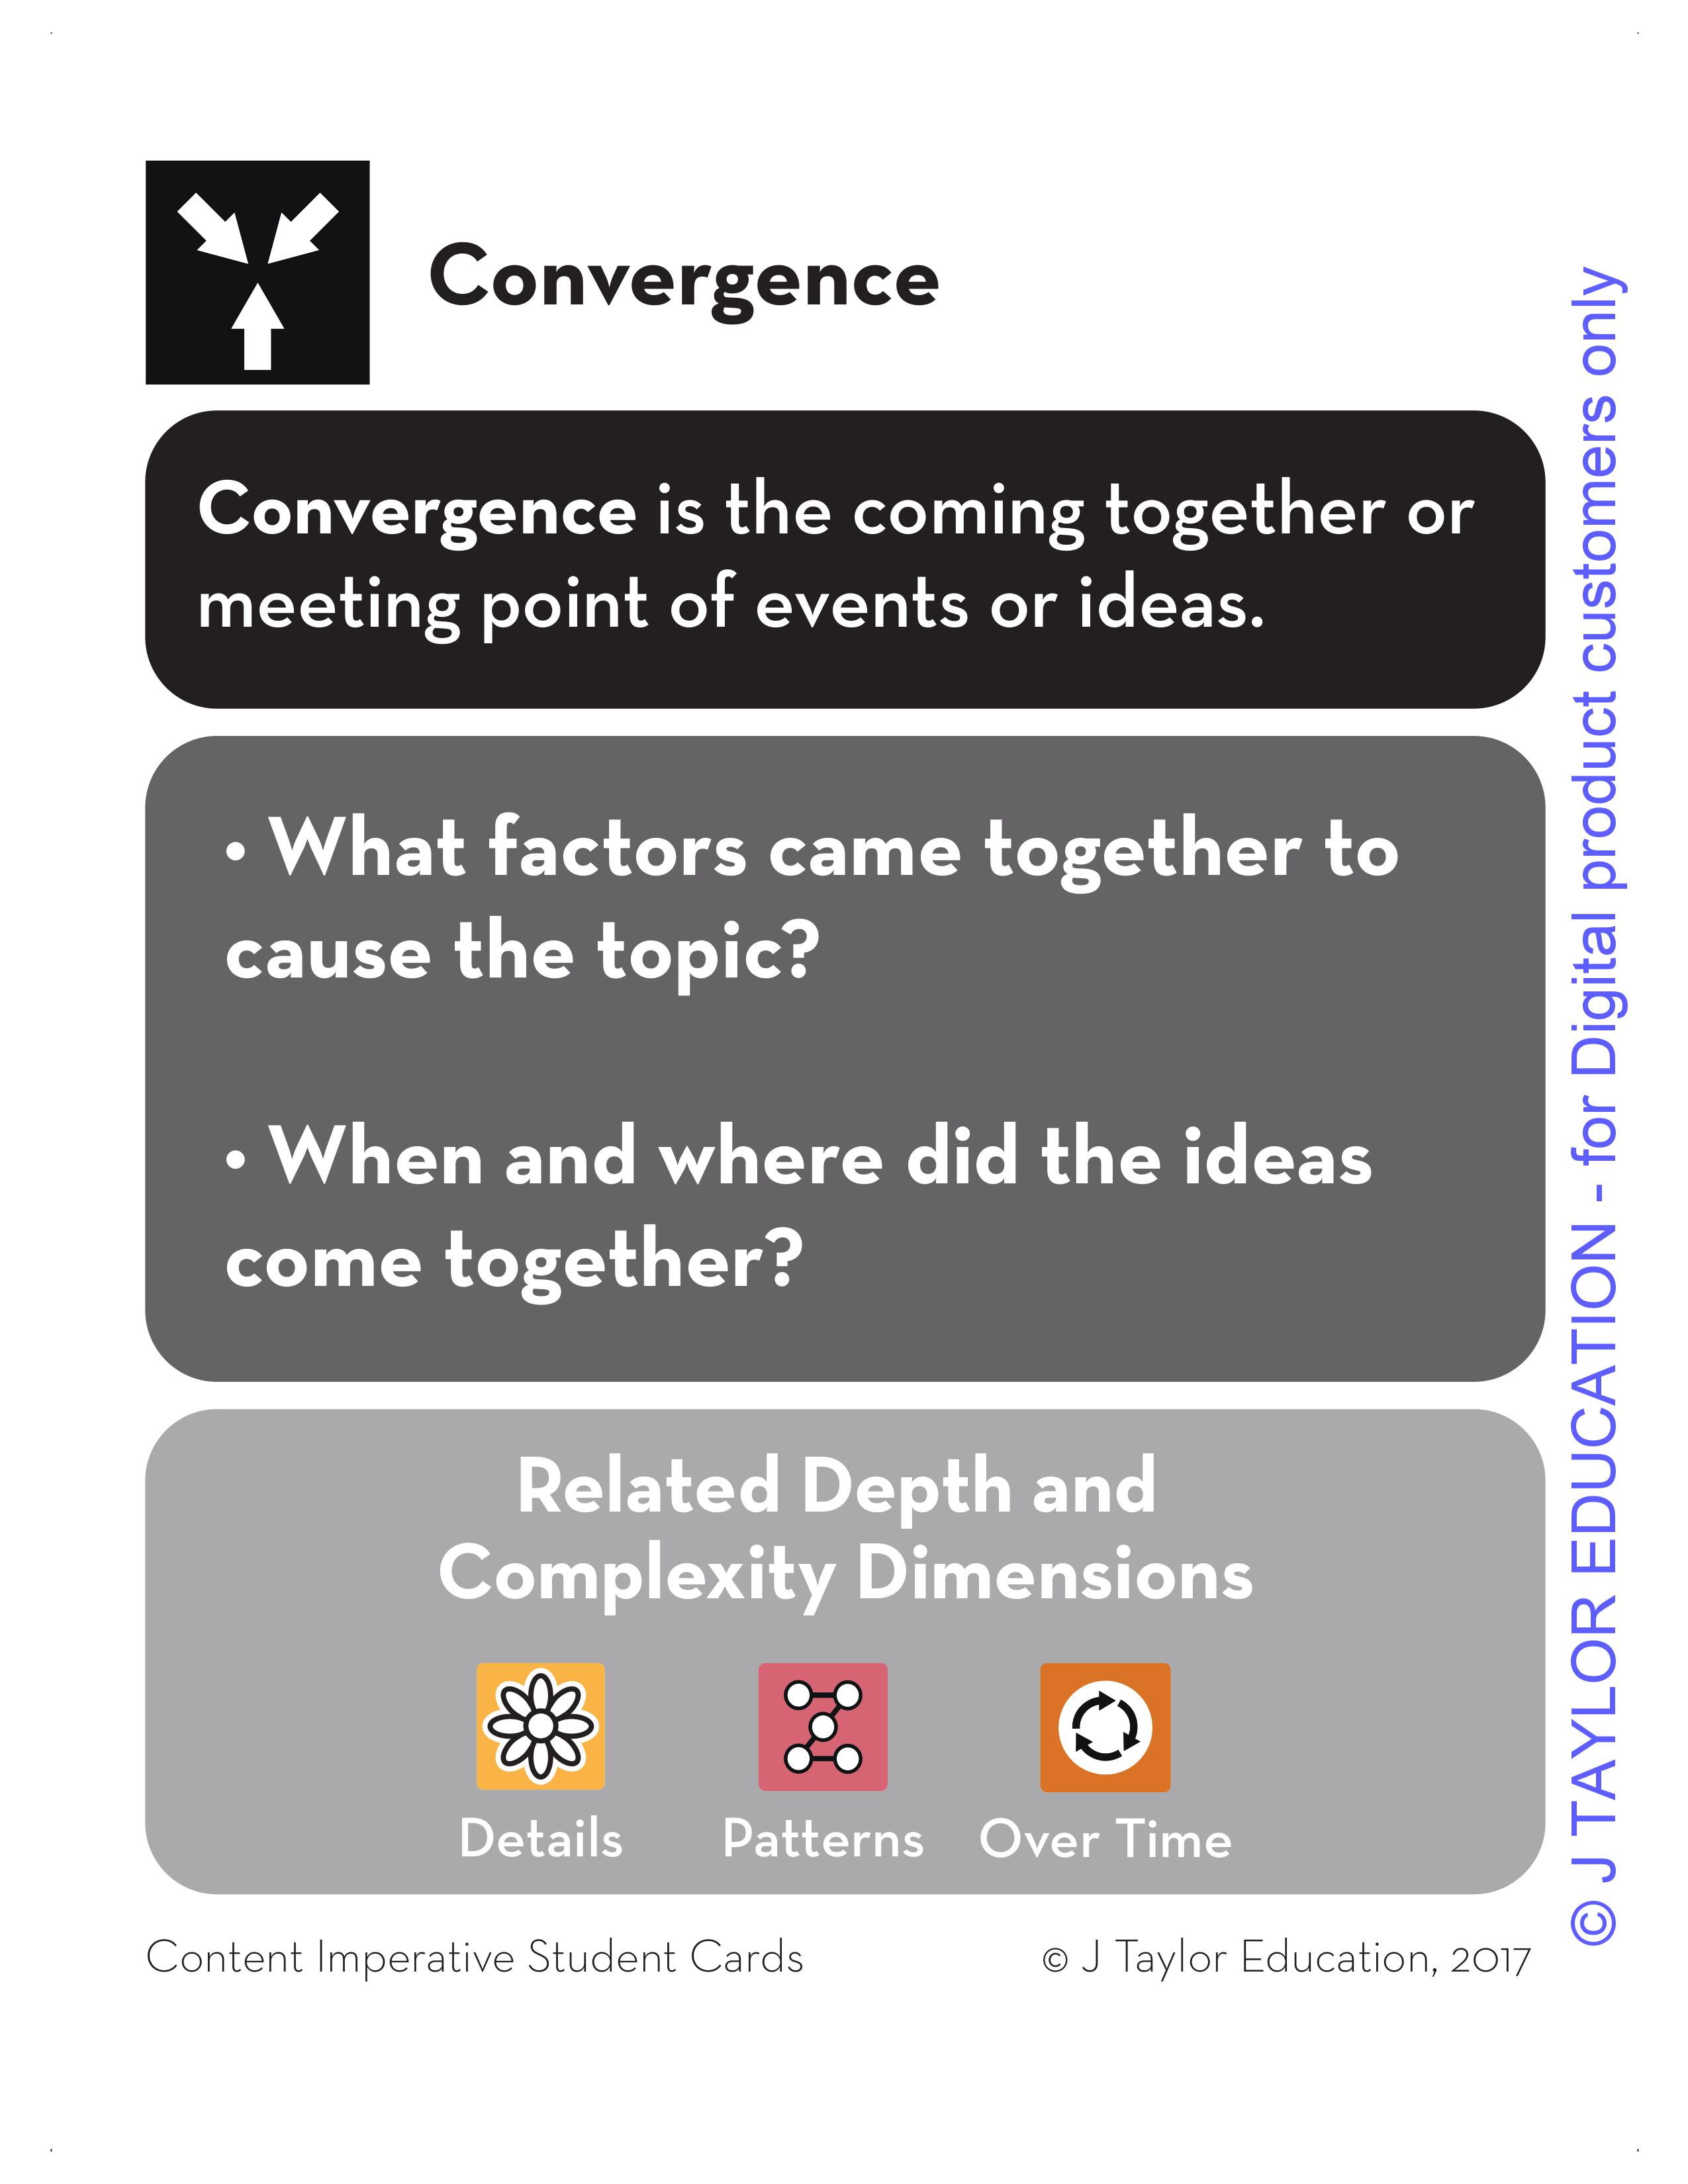 Convergence
Convergence is the coming together or
meeting point of events or ideas.
• What factors came together to
cause the topic?
• When and where did the ideas
come together?
Related Depth and
Complexity Dimensions
Details
Patterns
Over Time
Content Imperative Student Cards
© J Taylor Education, 2017
© J TAYLOR EDUCATION - for Digital product customers only